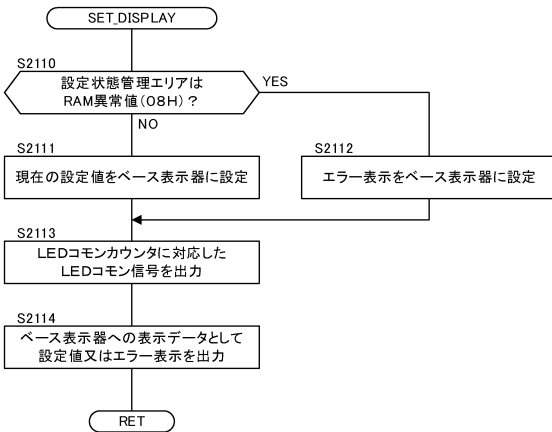 SET_DISPLAY
S2110
設定状態管理エリアは
RAM異常値(08H)?
YES
NO
S2111
現在の設定値をベース表示器に設定
S2112
エラー表示をベース表示器に設定
S2113
LEDコモンカウンタに対応した
LEDコモン信号を出力
S2114
ベース表示器への表示データとして
設定値又はエラー表示を出力
RET